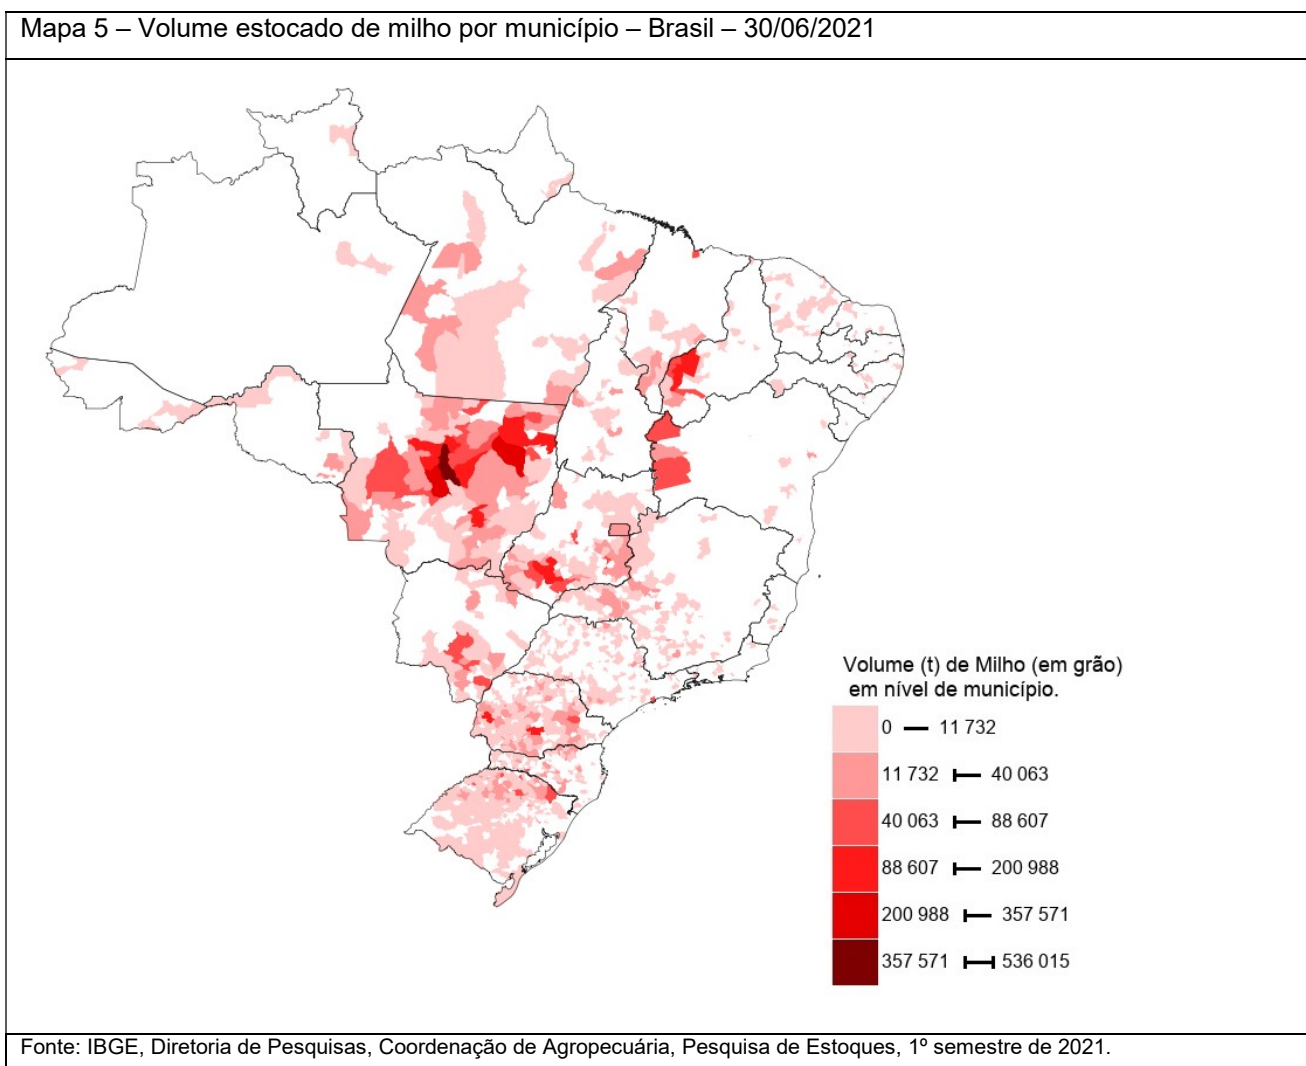 Mapa 5 – Volume estocado de milho por município – Brasil – 30/06/2021
Volume (t) de Milho (em grão)
em nível de município.
0 — 11 732
11 732 ⊢ 40 063
40 063 ⊢ 88 607
88 607 ⊢ 200 988
200 988 ⊢ 357 571
357 571 ⊢⊣ 536 015
Fonte: IBGE, Diretoria de Pesquisas, Coordenação de Agropecuária, Pesquisa de Estoques, 1º semestre de 2021.